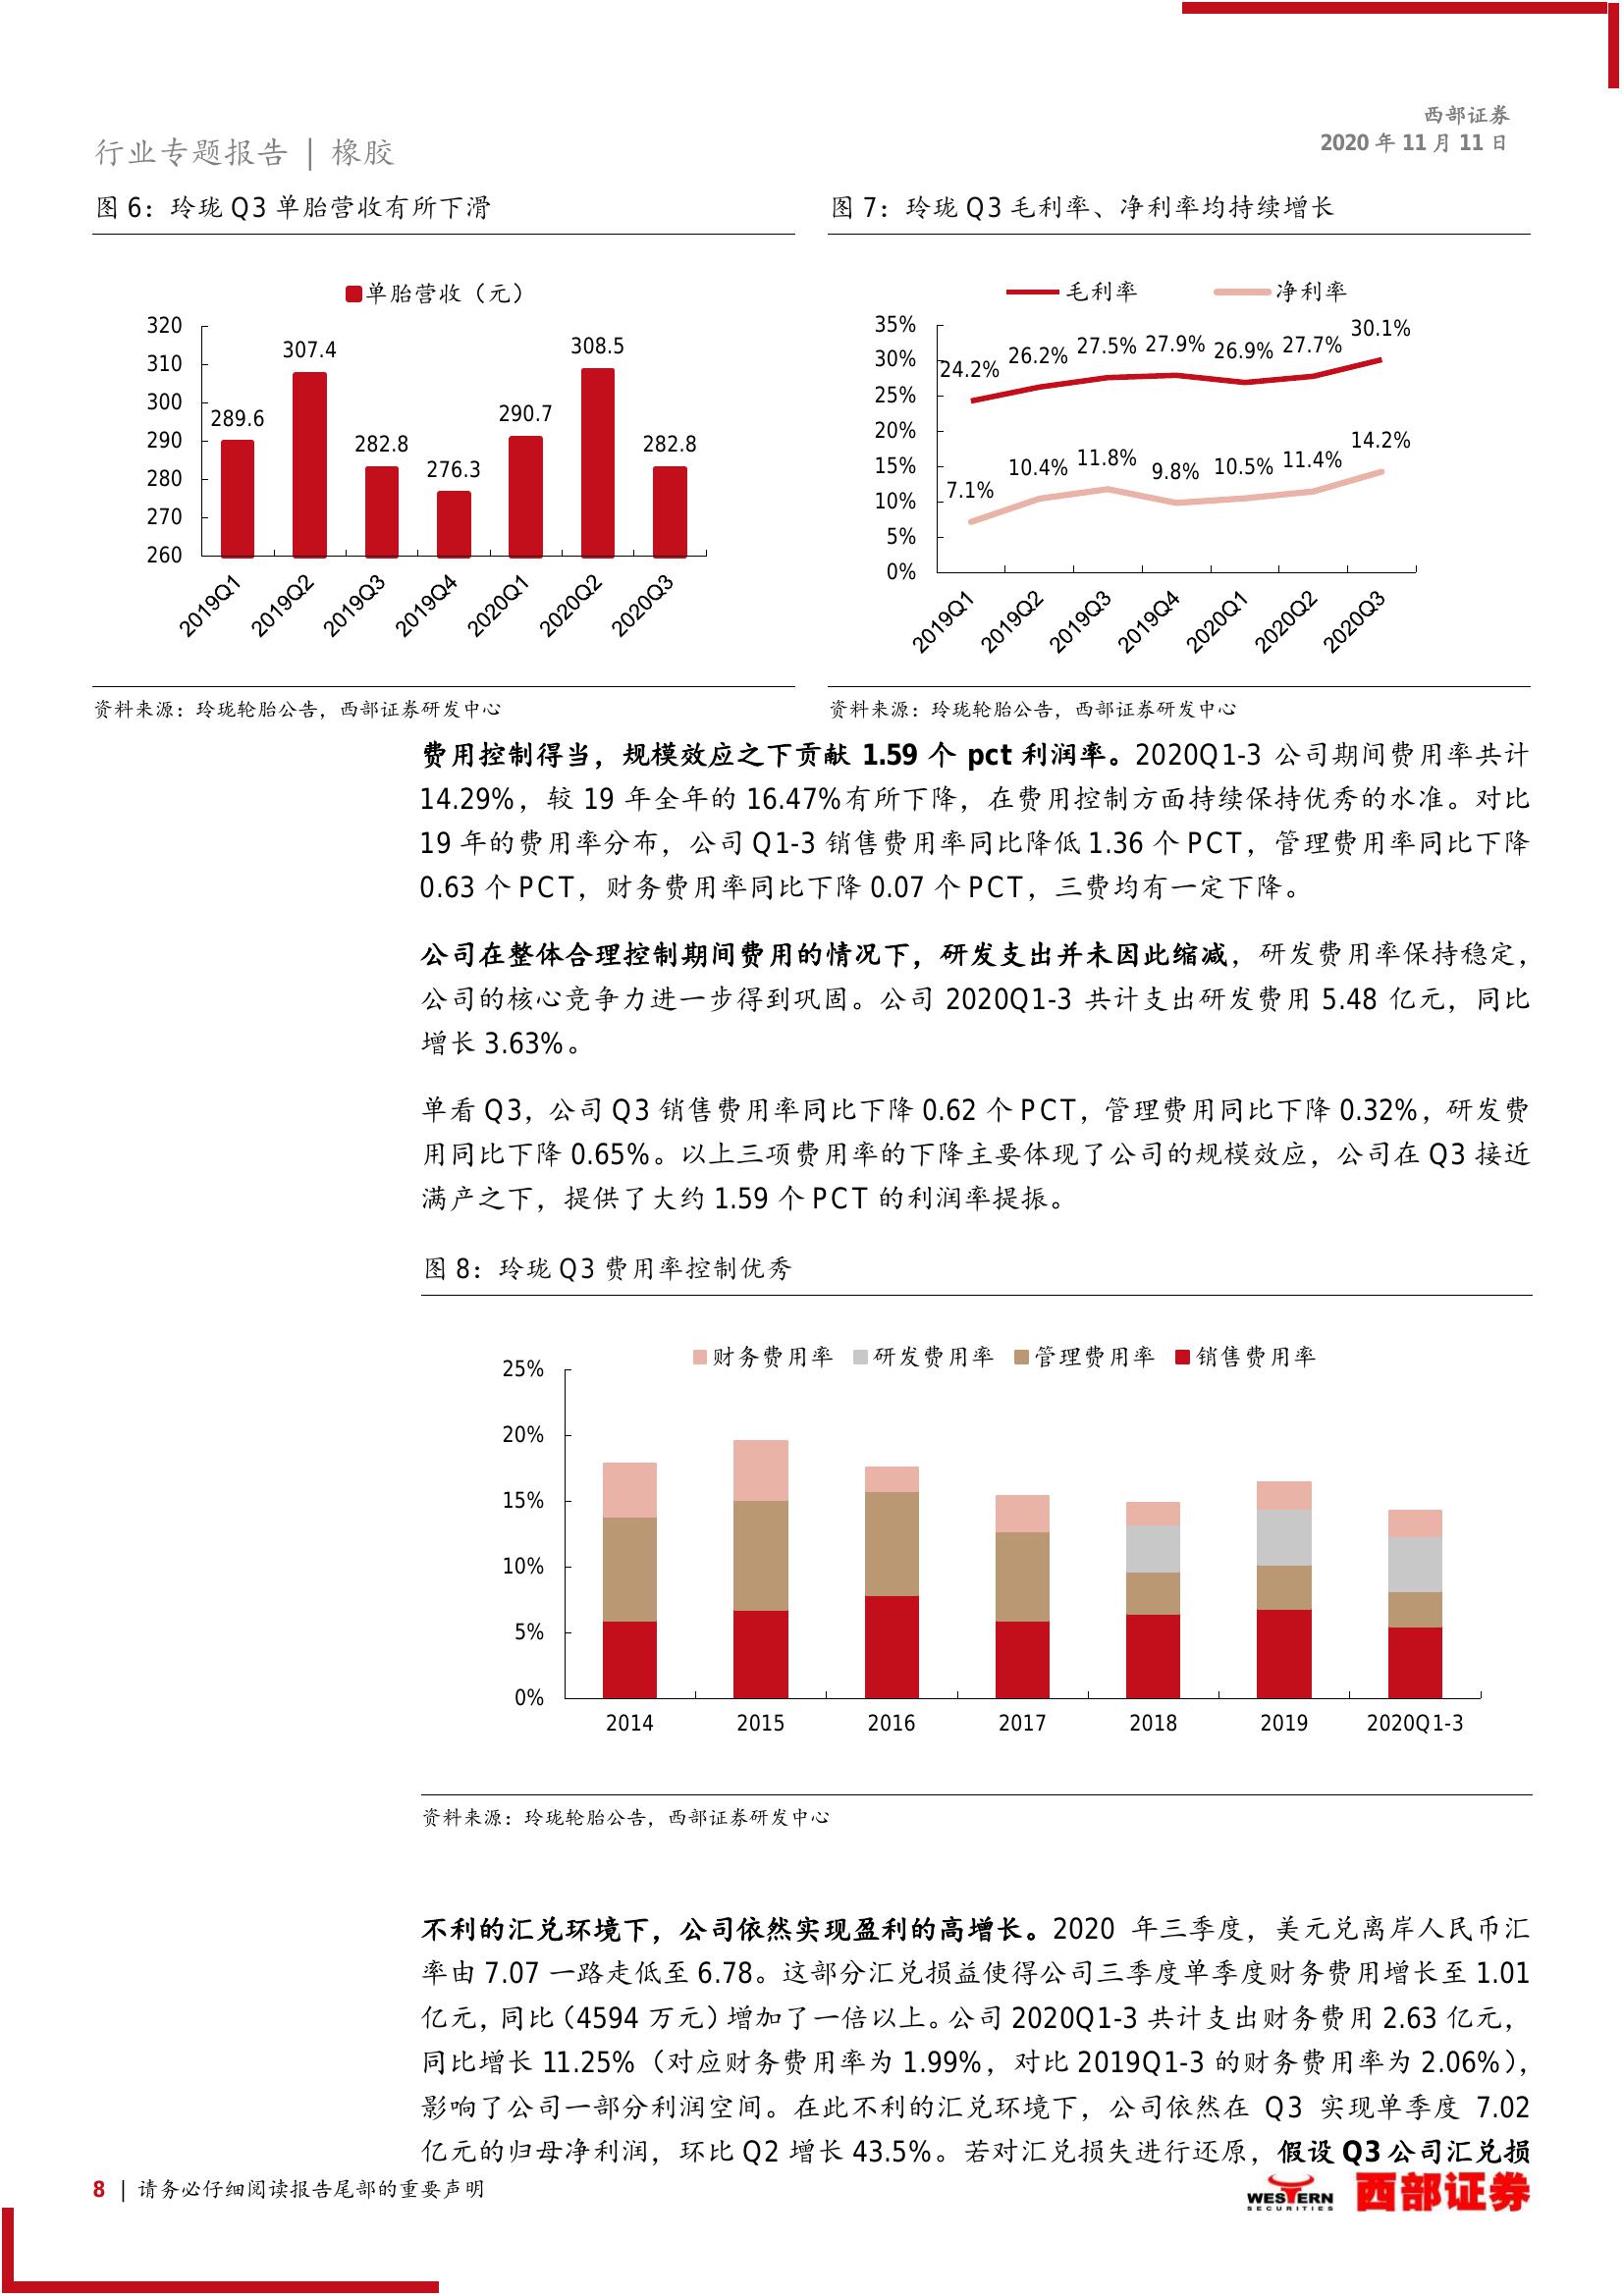 西部证券
2020 年 11 月 11 日
行业专题报告 | 橡胶
图 6：玲珑 Q3 单胎营收有所下滑
单胎营收（元）
320
310
300
290
280
270
260
289.6
307.4
282.8
276.3
290.7
308.5
282.8
2019Q1
2019Q2
2019Q3
2019Q4
2020Q1
2020Q2
2020Q3
资料来源：玲珑轮胎公告，西部证券研发中心
图 7：玲珑 Q3 毛利率、净利率均持续增长
毛利率 净利率
35%
30%
25%
20%
15%
10%
5%
0%
24.2%
26.2%
27.5%
27.9%
26.9%
27.7%
30.1%
7.1%
10.4%
11.8%
9.8%
10.5%
11.4%
14.2%
2019Q1
2019Q2
2019Q3
2019Q4
2020Q1
2020Q2
2020Q3
资料来源：玲珑轮胎公告，西部证券研发中心
费用控制得当，规模效应之下贡献 1.59 个 pct 利润率。2020Q1-3 公司期间费用率共计
14.29%，较 19 年全年的 16.47%有所下降，在费用控制方面持续保持优秀的水准。对比
19 年的费用率分布，公司 Q1-3 销售费用率同比降低 1.36 个 PCT，管理费用率同比下降
0.63 个 PCT，财务费用率同比下降 0.07 个 PCT，三费均有一定下降。
公司在整体合理控制期间费用的情况下，研发支出并未因此缩减，研发费用率保持稳定，
公司的核心竞争力进一步得到巩固。公司 2020Q1-3 共计支出研发费用 5.48 亿元，同比
增长 3.63%。
单看 Q3，公司 Q3 销售费用率同比下降 0.62 个 PCT，管理费用同比下降 0.32%，研发费
用同比下降 0.65%。以上三项费用率的下降主要体现了公司的规模效应，公司在 Q3 接近
满产之下，提供了大约 1.59 个 PCT 的利润率提振。
图 8：玲珑 Q3 费用率控制优秀
财务费用率 研发费用率 管理费用率 销售费用率
25%
20%
15%
10%
5%
0%
2014
2015
2016
2017
2018
2019
2020Q1-3
资料来源：玲珑轮胎公告，西部证券研发中心
不利的汇兑环境下，公司依然实现盈利的高增长。2020 年三季度，美元兑离岸人民币汇
率由 7.07 一路走低至 6.78。这部分汇兑损益使得公司三季度单季度财务费用增长至 1.01
亿元，同比（4594 万元）增加了一倍以上。公司 2020Q1-3 共计支出财务费用 2.63 亿元，
同比增长 11.25%（对应财务费用率为 1.99%，对比 2019Q1-3 的财务费用率为 2.06%），
影响了公司一部分利润空间。在此不利的汇兑环境下，公司依然在 Q3 实现单季度 7.02
亿元的归母净利润，环比 Q2 增长 43.5%。若对汇兑损失进行还原，假设 Q3 公司汇兑损
8 | 请务必仔细阅读报告尾部的重要声明
WESTERN
SECURITIES
西部证券